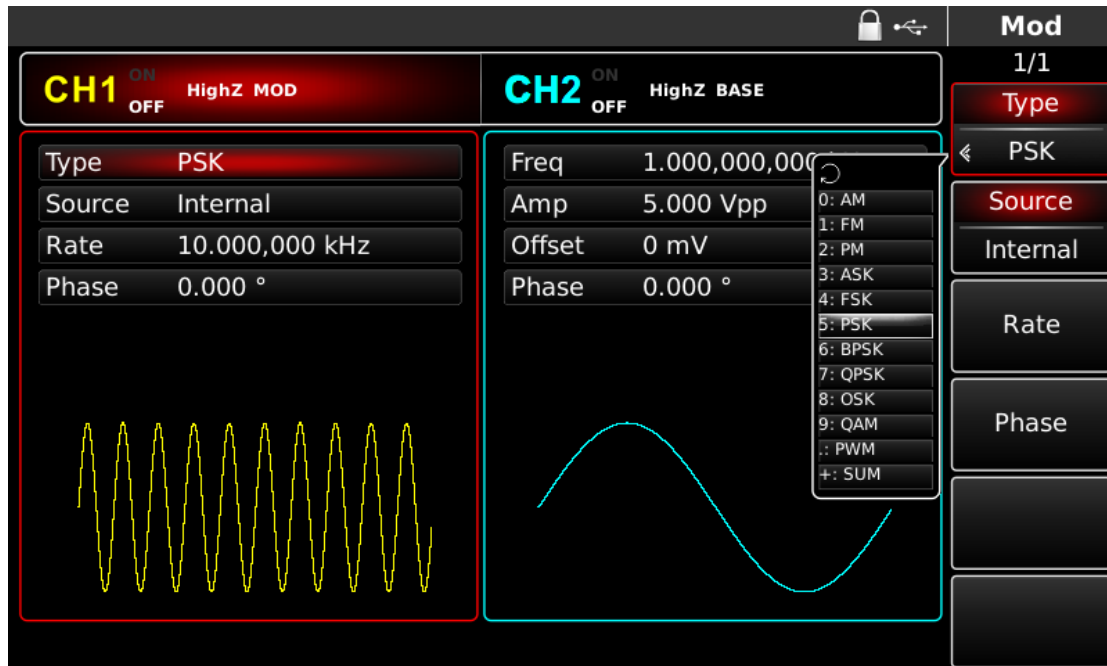 Mod
1/1
CH1 ON OFF HighZ MOD
CH2 ON OFF HighZ BASE
Type PSK
Source Internal
Rate 10.000,000 kHz
Phase 0.000 °
Freq 1.000,000,000
Amp 5.000 Vpp
Offset 0 mV
Phase 0.000 °
0: AM
1: FM
2: PM
3: ASK
4: FSK
5: PSK
6: BPSK
7: QPSK
8: OSK
9: QAM
.: PWM
+: SUM
Type
PSK
Source
Internal
Rate
Phase